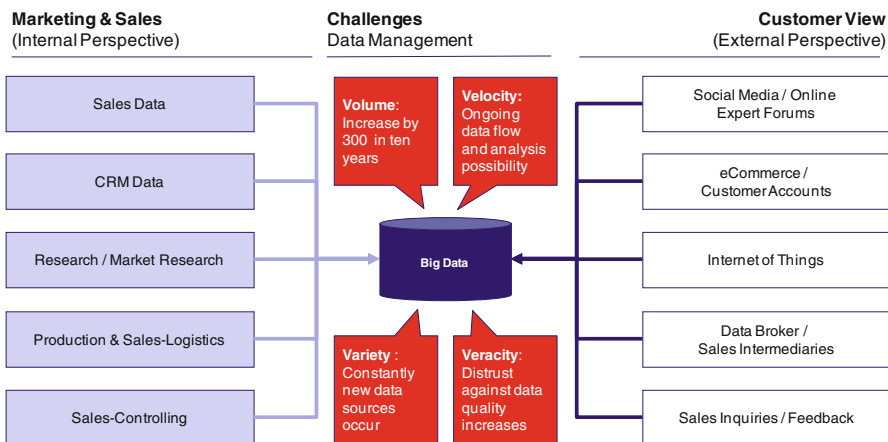 Marketing & Sales
(Internal Perspective)
Challenges
Data Management
Customer View
(External Perspective)
Sales Data
CRM Data
Research / Market Research
Production & Sales-Logistics
Sales-Controlling
Volume:
Increase by
300 in ten
years
Velocity:
Ongoing
data flow
and analysis
possibility
Big Data
Variety :
Constantly
new data
sources
occur
Veracity:
Distrust
against data
quality
increases
Social Media / Online
Expert Forums
eCommerce /
Customer Accounts
Internet of Things
Data Broker /
Sales Intermediaries
Sales Inquiries / Feedback